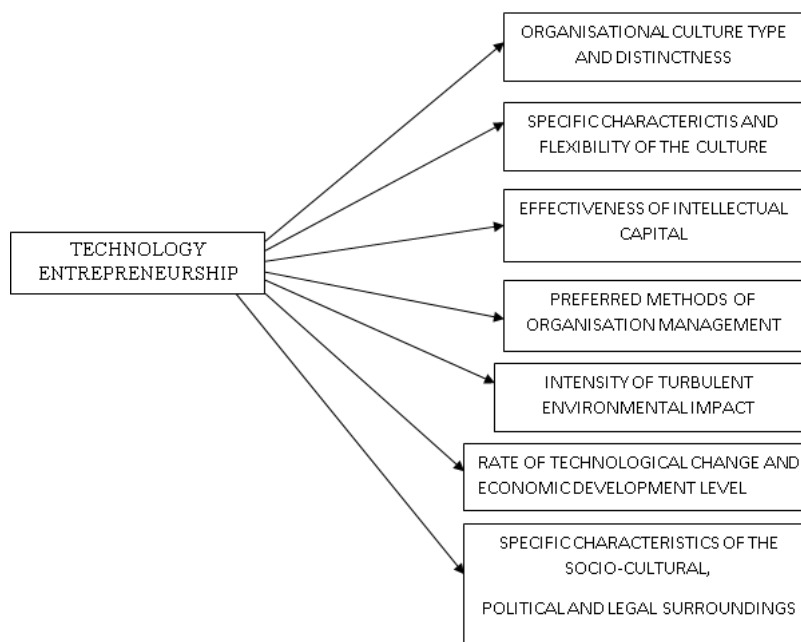 ORGANISATIONAL CULTURE TYPE
AND DISTINCTNESS
SPECIFIC CHARACTERICTIS AND
FLEXIBILITY OF THE CULTURE
EFFECTIVENESS OF INTELLECTUAL
CAPITAL
TECHNOLOGY
ENTREPRENEURSHIP
PREFERRED METHODS OF
ORGANISATION MANAGEMENT
INTENSITY OF TURBULENT
ENVIRONMENTAL IMPACT
RATE OF TECHNOLOGICAL CHANGE AND
ECONOMIC DEVELOPMENT LEVEL
SPECIFIC CHARACTERISTICS OF THE
SOCIO-CULTURAL,
POLITICAL AND LEGAL SURROUNDINGS